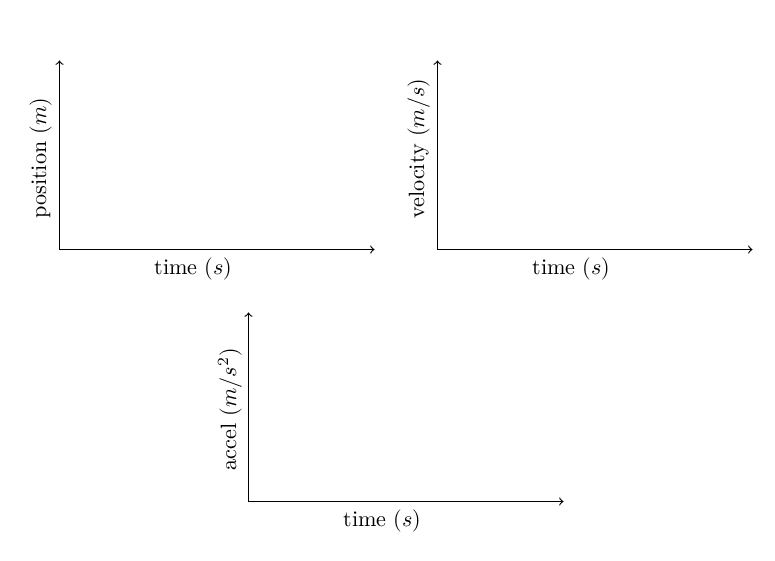 position (m)
time (s)
velocity (m/s)
time (s)
accel (m/s²)
time (s)